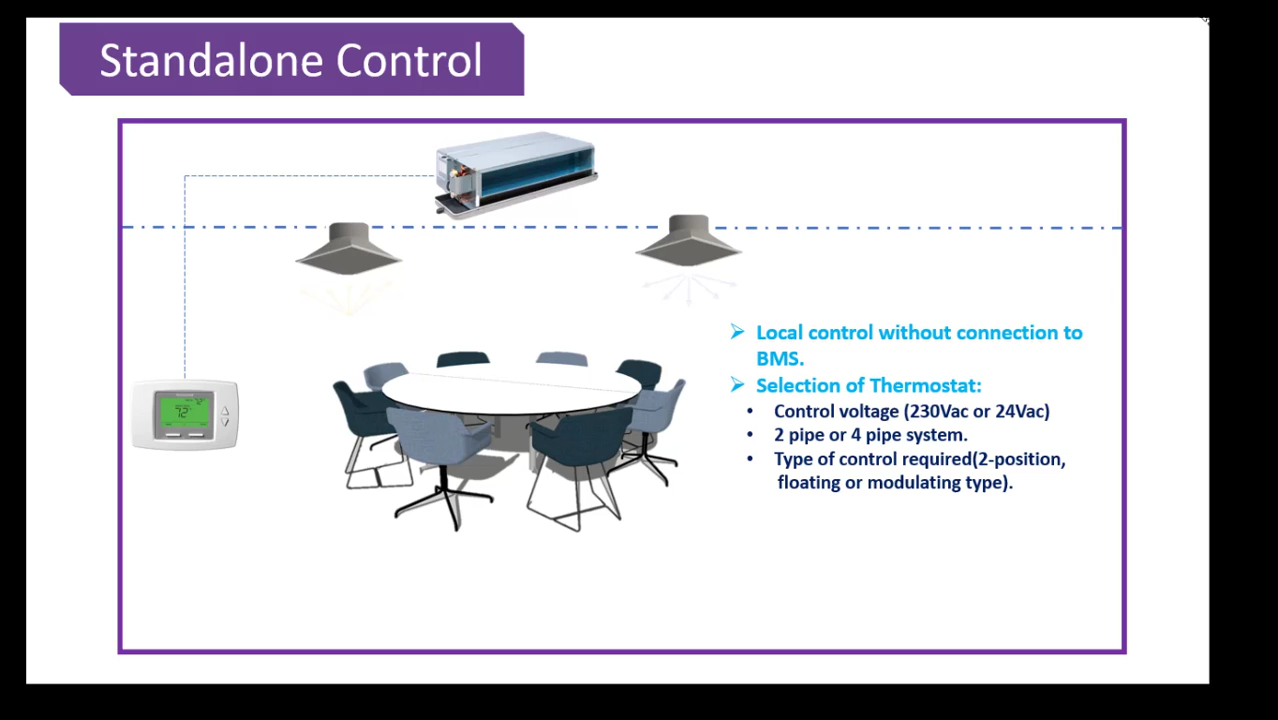 Standalone Control
72
➢ Local control without connection to
BMS.
➢ Selection of Thermostat:
• Control voltage (230Vac or 24Vac)
• 2 pipe or 4 pipe system.
• Type of control required(2-position,
floating or modulating type).